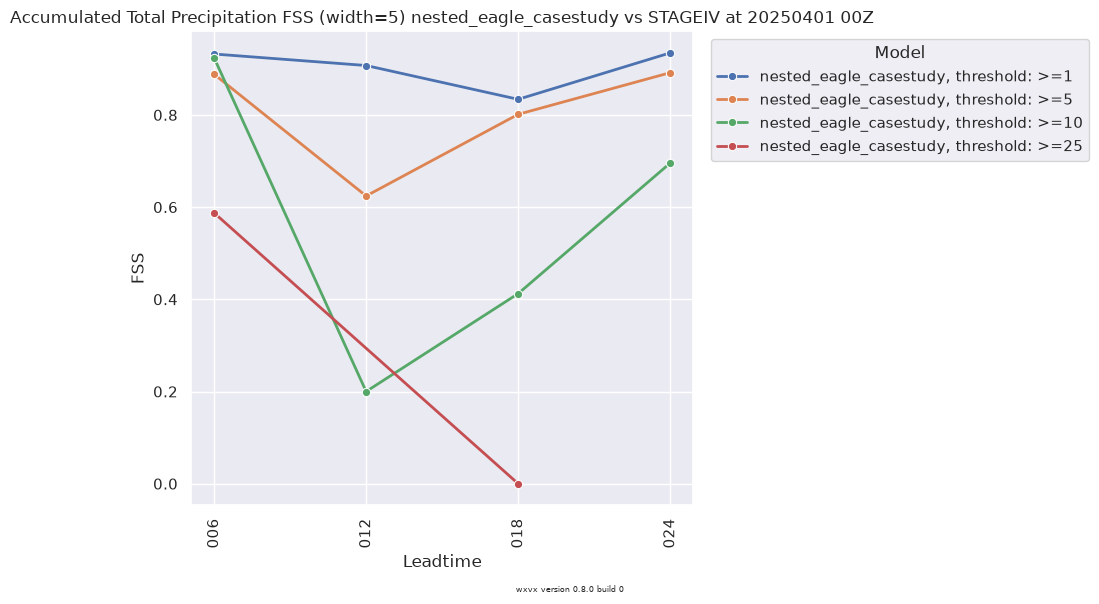 Accumulated Total Precipitation FSS (width=5) nested_eagle_casestudy vs STAGEIV at 20250401 00Z
Model
nested_eagle_casestudy, threshold: >=1
nested_eagle_casestudy, threshold: >=5
nested_eagle_casestudy, threshold: >=10
nested_eagle_casestudy, threshold: >=25
FSS
0.8
0.6
0.4
0.2
0.0
006
012
018
024
Leadtime
wxvx version 0.8.0 build 0